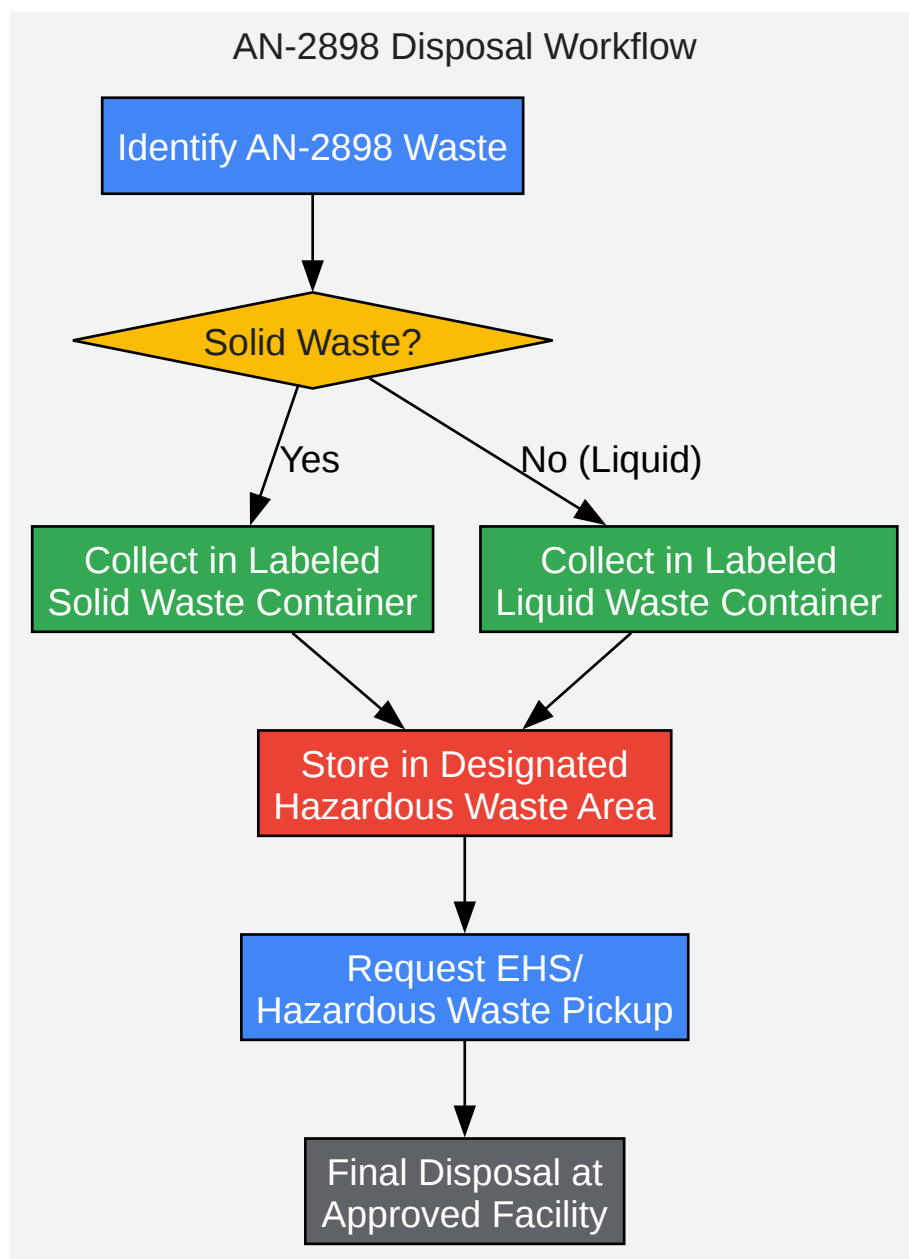 AN-2898 Disposal Workflow
Identify AN-2898 Waste
Solid Waste?
Yes
No (Liquid)
Collect in Labeled
Solid Waste Container
Collect in Labeled
Liquid Waste Container
Store in Designated
Hazardous Waste Area
Request EHS/
Hazardous Waste Pickup
Final Disposal at
Approved Facility